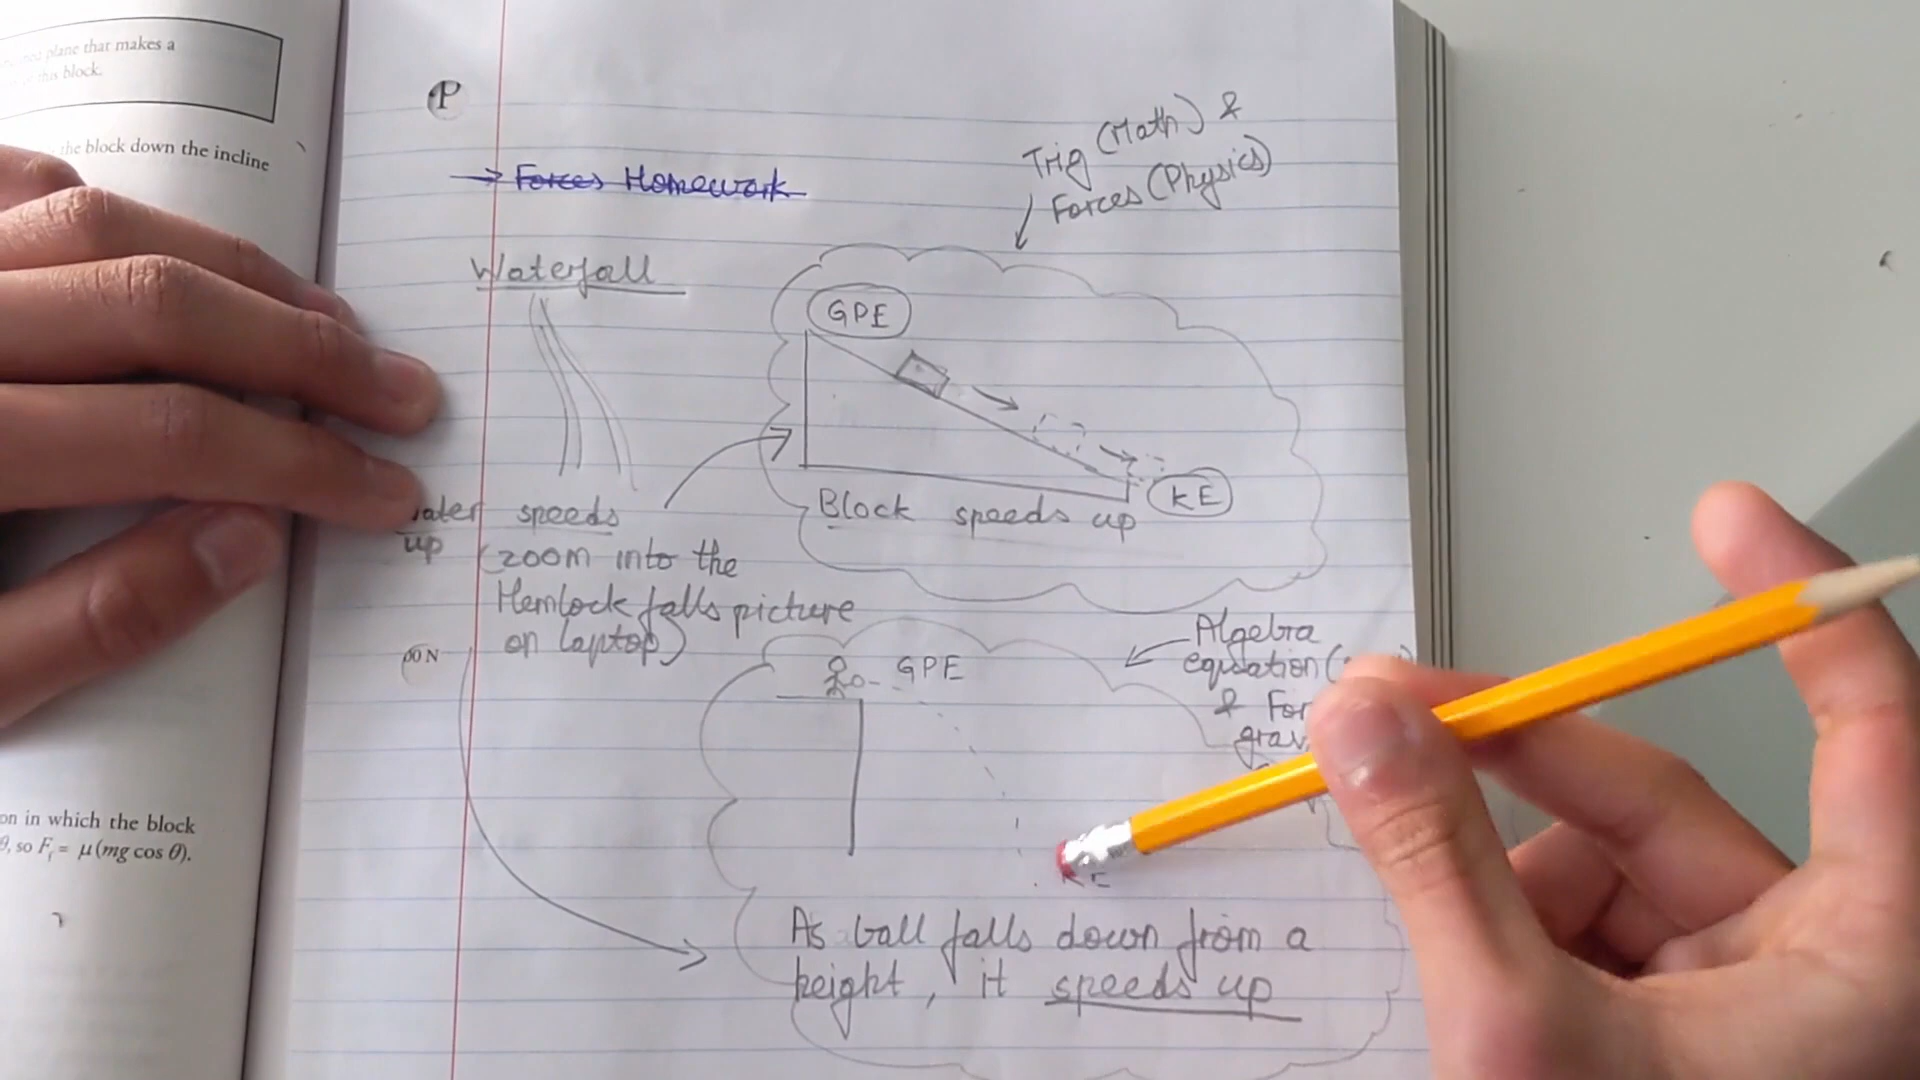 plane that makes a
this block.
the block down the incline
P
→ Forces Homework
Trig (Math) &
Forces (Physics)
Waterfall
GPE
KE
Block speeds up
water speeds
up (zoom into the
Hemlock falls picture
on laptop)
00 N
GPE
Algebra
equation
&
KE
As a ball falls down from a
height, it speeds up
on in which the block
θ, so Ff = μ(mg cos θ).